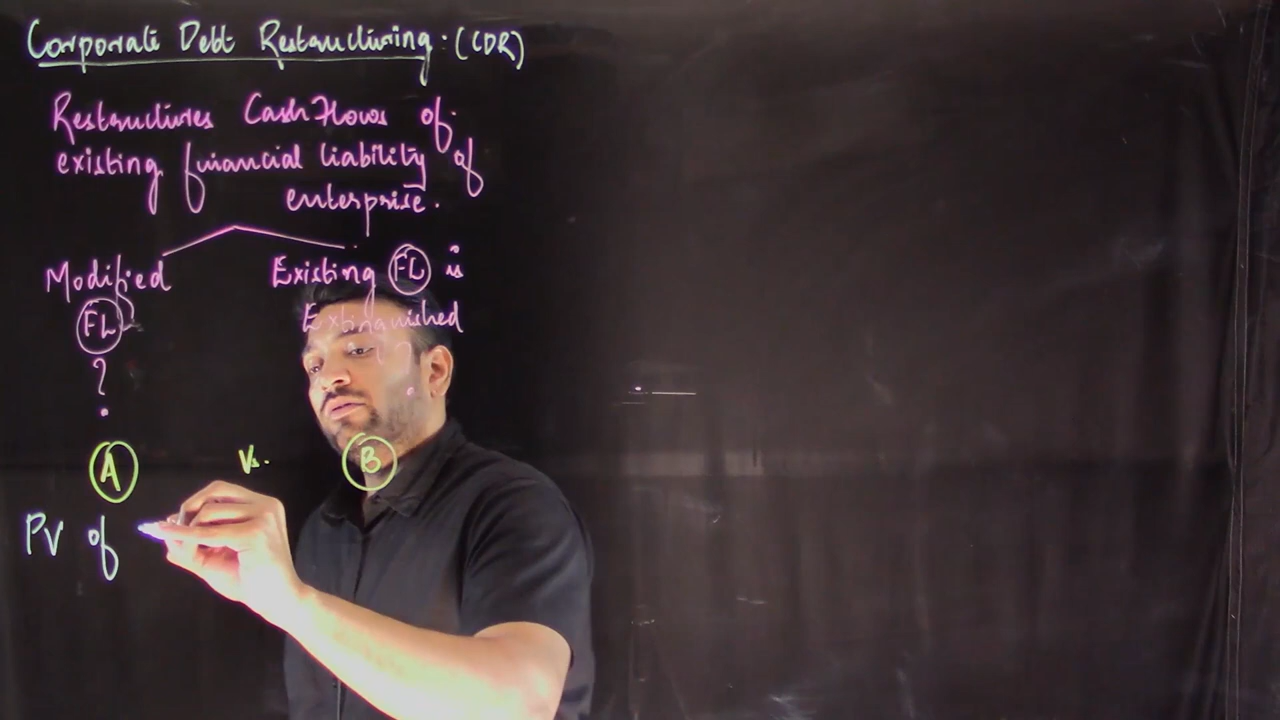 Corporate Debt Restructuring. (CDR)
Restructures Cash Flows of
existing financial liability of
enterprise.
Modified Existing FL is
FL Extinguished
? ?
A Vs. B
PV of